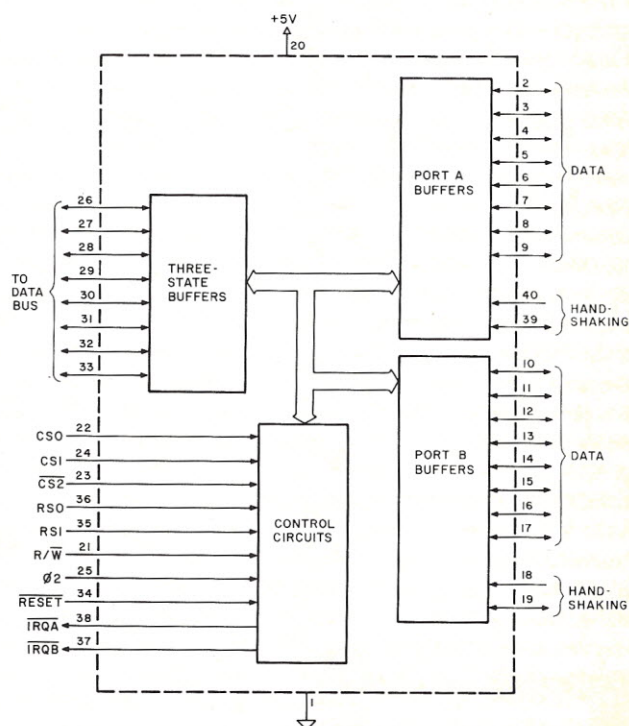 +5V
20
2
3
4
5
6
7
8
9
DATA
PORT A
BUFFERS
40
39
HAND-
SHAKING
26
27
28
29
30
31
32
33
TO
DATA
BUS
THREE-
STATE
BUFFERS
10
11
12
13
14
15
16
17
DATA
PORT B
BUFFERS
18
19
HAND-
SHAKING
CS0 22
CS1 24
CS2 23
RS0 36
RS1 35
R/W 21
Ø2 25
RESET 34
IRQA 38
IRQB 37
CONTROL
CIRCUITS
1